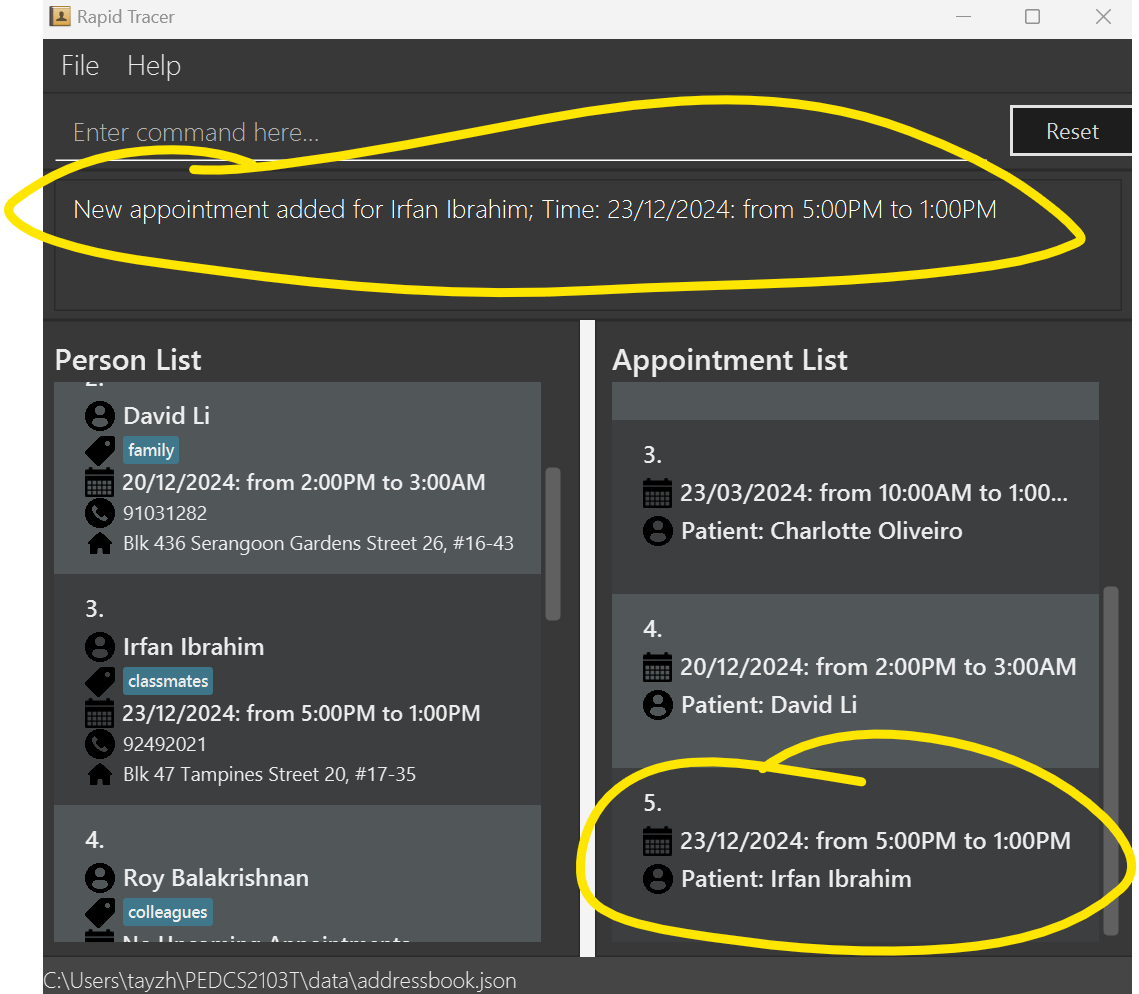 Rapid Tracer
File Help
Enter command here...
Reset
New appointment added for Irfan Ibrahim; Time: 23/12/2024: from 5:00PM to 1:00PM
Person List
2.
David Li
family
20/12/2024: from 2:00PM to 3:00AM
91031282
Blk 436 Serangoon Gardens Street 26, #16-43
3.
Irfan Ibrahim
classmates
23/12/2024: from 5:00PM to 1:00PM
92492021
Blk 47 Tampines Street 20, #17-35
4.
Roy Balakrishnan
colleagues
No Upcoming Appointments
Appointment List
3.
23/03/2024: from 10:00AM to 1:00...
Patient: Charlotte Oliveiro
4.
20/12/2024: from 2:00PM to 3:00AM
Patient: David Li
5.
23/12/2024: from 5:00PM to 1:00PM
Patient: Irfan Ibrahim
C:\Users\tayzh\PEDCS2103T\data\addressbook.json